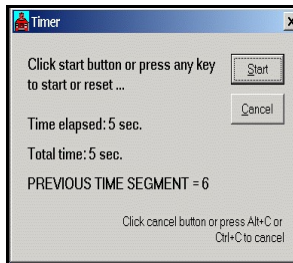 Timer
Click start button or press any key
to start or reset ...
Start
Cancel
Time elapsed: 5 sec.
Total time: 5 sec.
PREVIOUS TIME SEGMENT = 6
Click cancel button or press Alt+C or
Ctrl+C to cancel